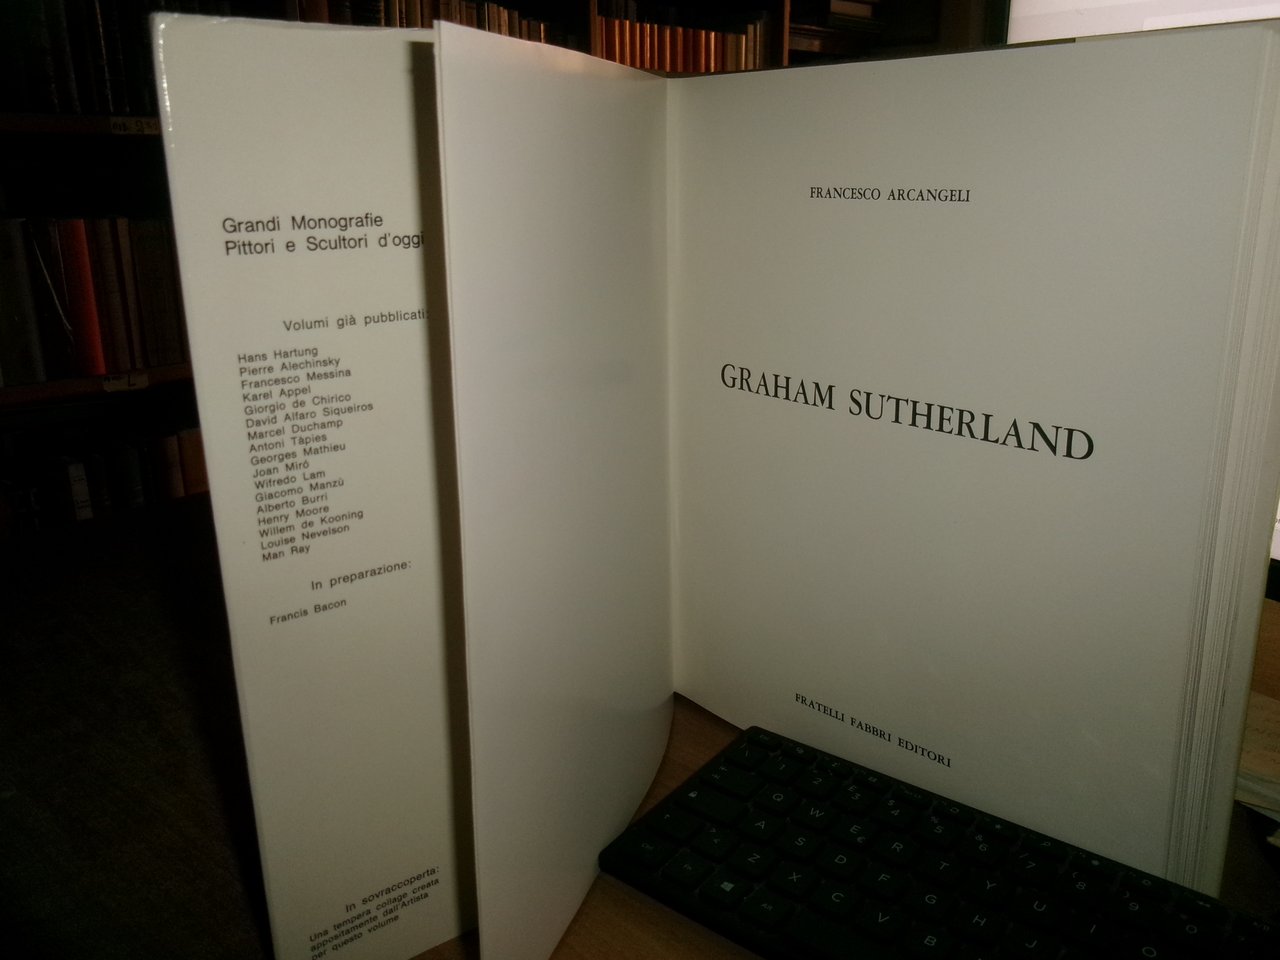 Grandi Monografie
Pittori e Scultori d'oggi
Volumi già pubblicati:
Hans Hartung
Pierre Alechinsky
Francesco Messina
Karel Appel
Giorgio de Chirico
David Alfaro Siqueiros
Marcel Duchamp
Antoni Tàpies
Georges Mathieu
Joan Miró
Wifredo Lam
Giacomo Manzù
Alberto Burri
Henry Moore
Willem de Kooning
Louise Nevelson
Man Ray
In preparazione:
Francis Bacon
In sovraccoperta:
Una tempera collage creata
appositamente dall'Artista
per questo volume
FRANCESCO ARCANGELI
GRAHAM SUTHERLAND
FRATELLI FABBRI EDITORI